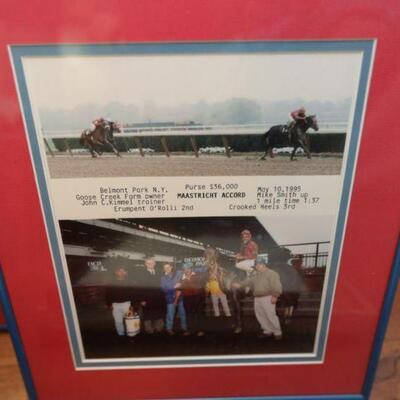 Purse $36,000
Belmont Park N.Y. May 10,1995
Goose Creek Farm owner MAASTRICHT ACCORD Mike Smith up
John C.Kimmel trainer 1 mile time 1:37
Erumpent O'Rolli 2nd Crooked Heels 3rd